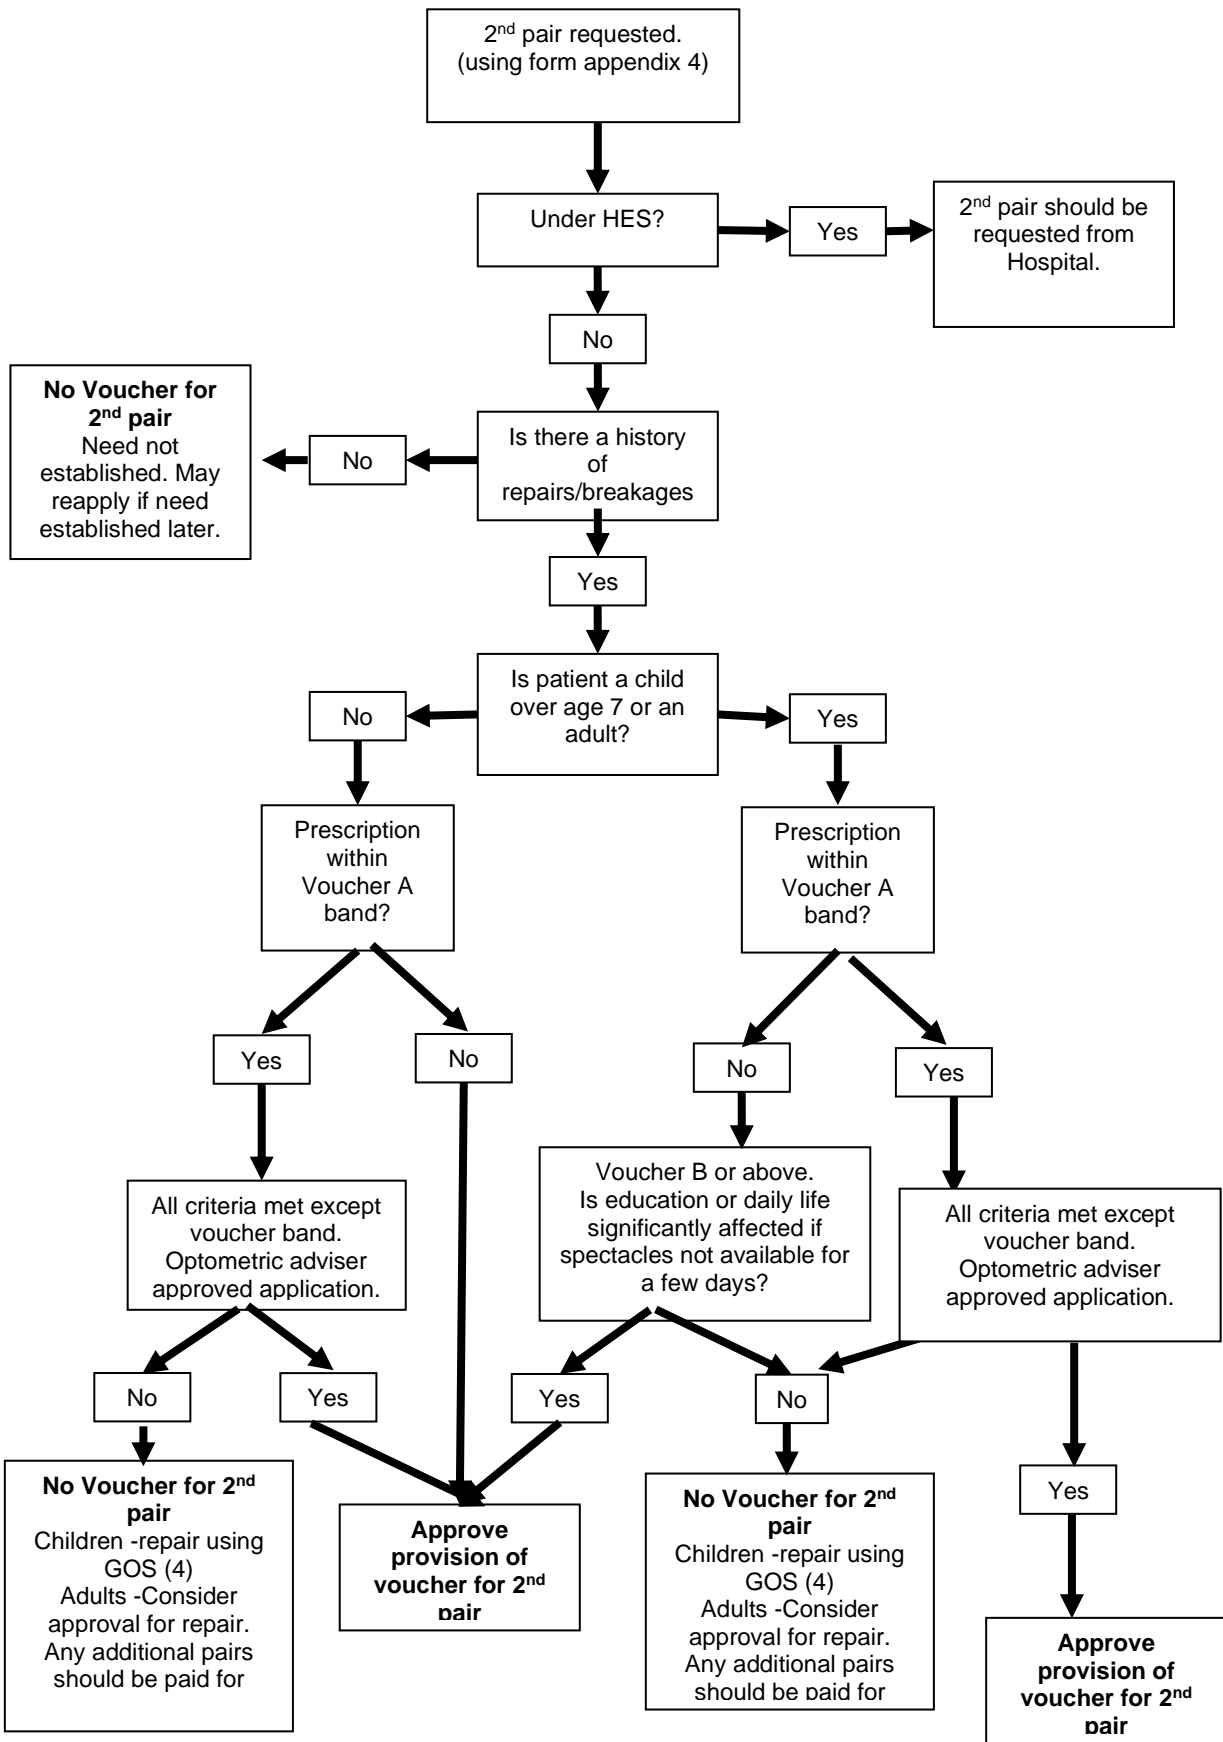 2nd pair requested.
(using form appendix 4)
Under HES?
Yes
2nd pair should be
requested from
Hospital.
No
No Voucher for
2nd pair
Need not
established. May
reapply if need
established later.
No
Is there a history
of
repairs/breakages
Yes
Is patient a child
over age 7 or an
adult?
No
Yes
Prescription
within
Voucher A
band?
Prescription
within
Voucher A
band?
Yes
No
No
Yes
All criteria met except
voucher band.
Optometric adviser
approved application.
Voucher B or above.
Is education or daily life
significantly affected if
spectacles not available for
a few days?
All criteria met except
voucher band.
Optometric adviser
approved application.
No
Yes
Yes
No
Yes
No Voucher for 2nd
pair
Children -repair using
GOS (4)
Adults -Consider
approval for repair.
Any additional pairs
should be paid for
Approve
provision of
voucher for 2nd
pair
No Voucher for 2nd
pair
Children -repair using
GOS (4)
Adults -Consider
approval for repair.
Any additional pairs
should be paid for
Approve
provision of
voucher for 2nd
pair